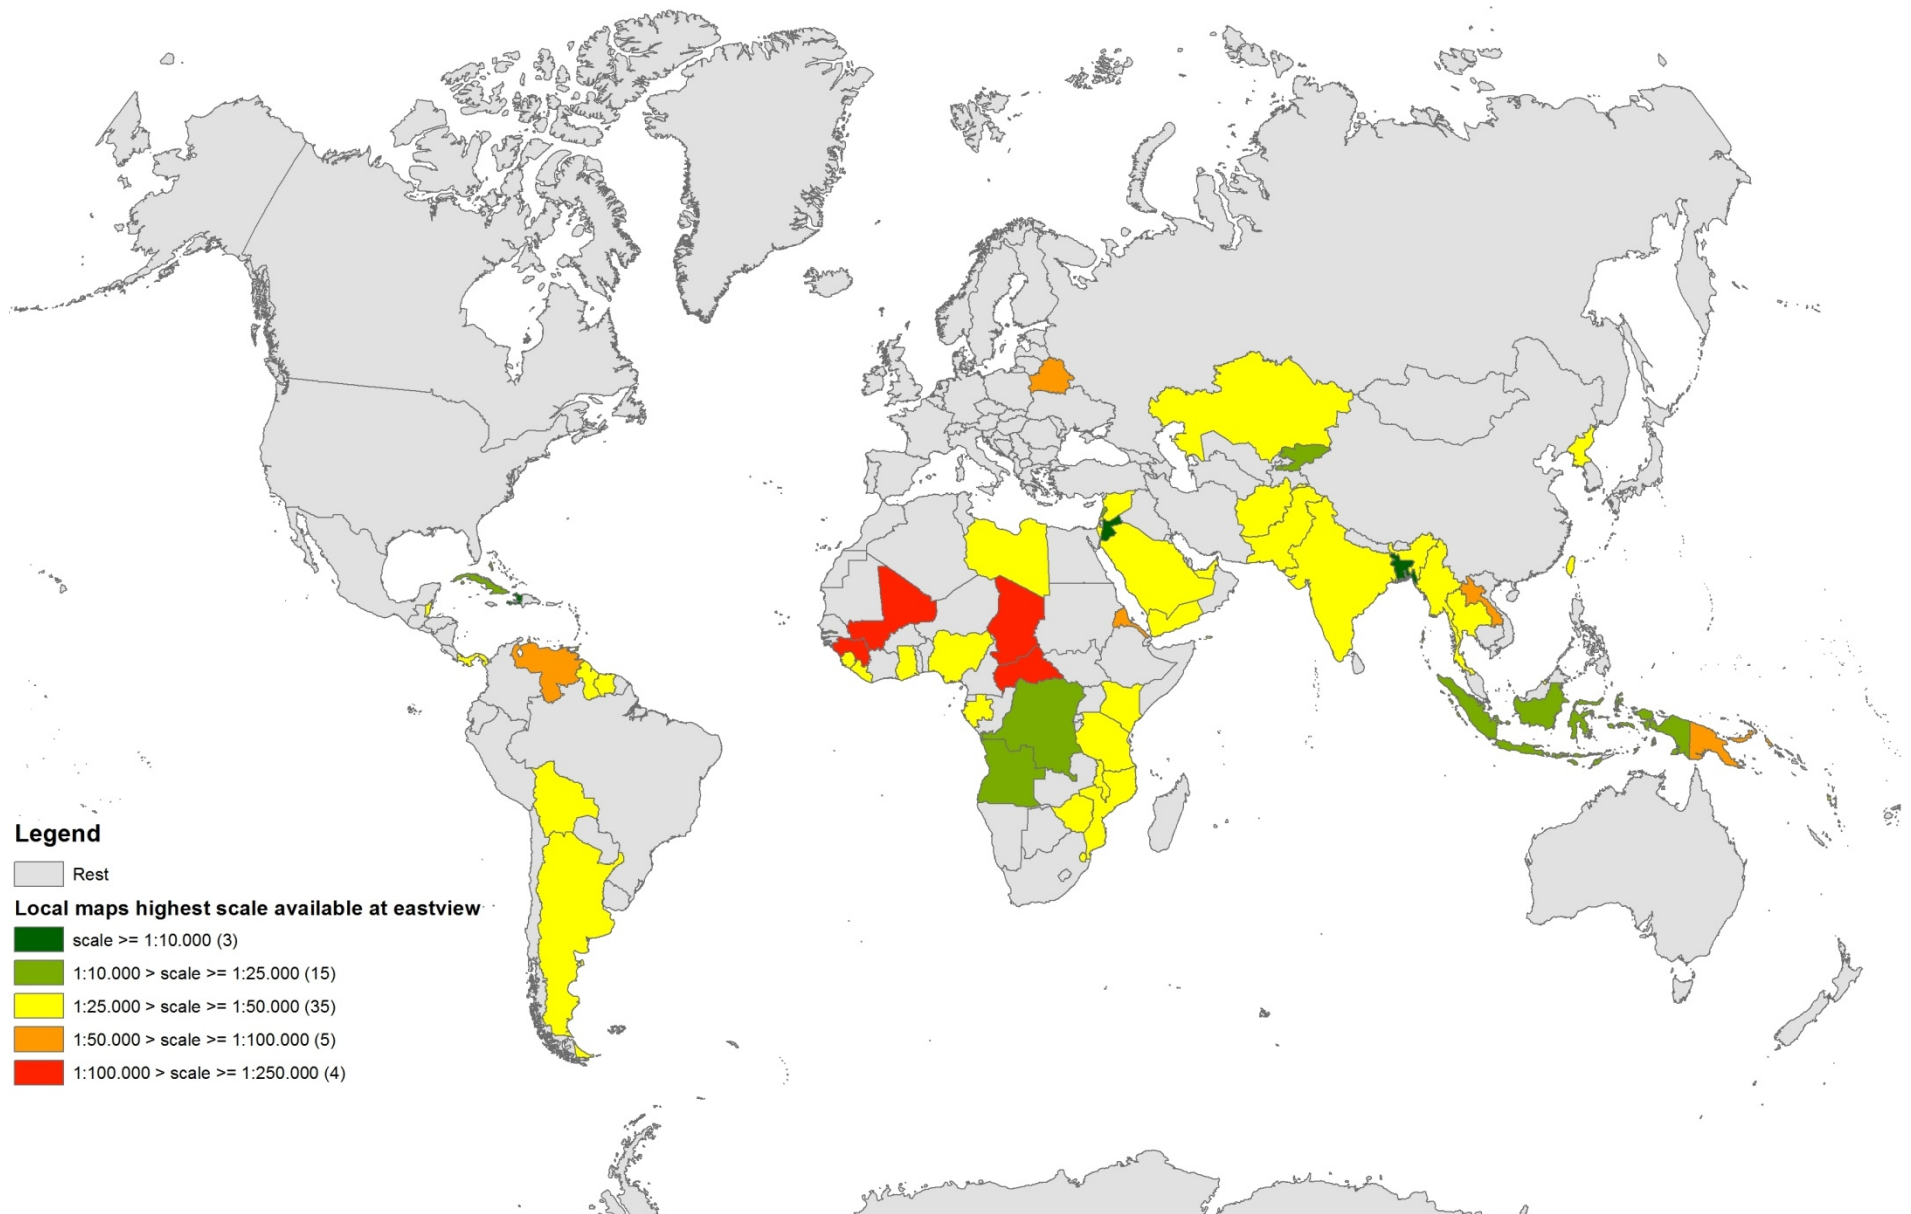 Legend
Rest
Local maps highest scale available at eastview
scale >= 1:10.000 (3)
1:10.000 > scale >= 1:25.000 (15)
1:25.000 > scale >= 1:50.000 (35)
1:50.000 > scale >= 1:100.000 (5)
1:100.000 > scale >= 1:250.000 (4)